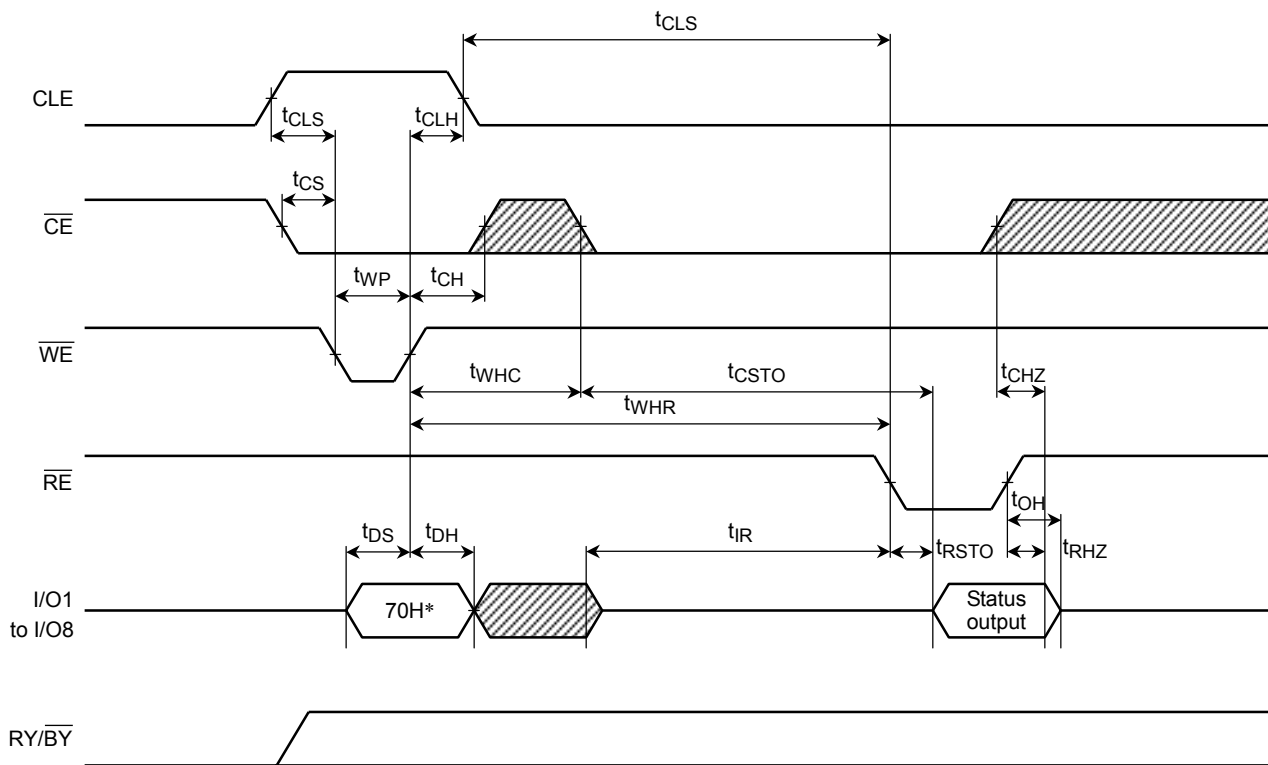 tCLS
CLE
tCLS
tCLH
tCS
CE
tWP
tCH
WE
tWHC
tCSTO
tCHZ
tWHR
RE
tOH
tDS
tDH
tIR
tRSTO
tRHZ
I/O1
to I/O8
70H*
Status
output
RY/BY